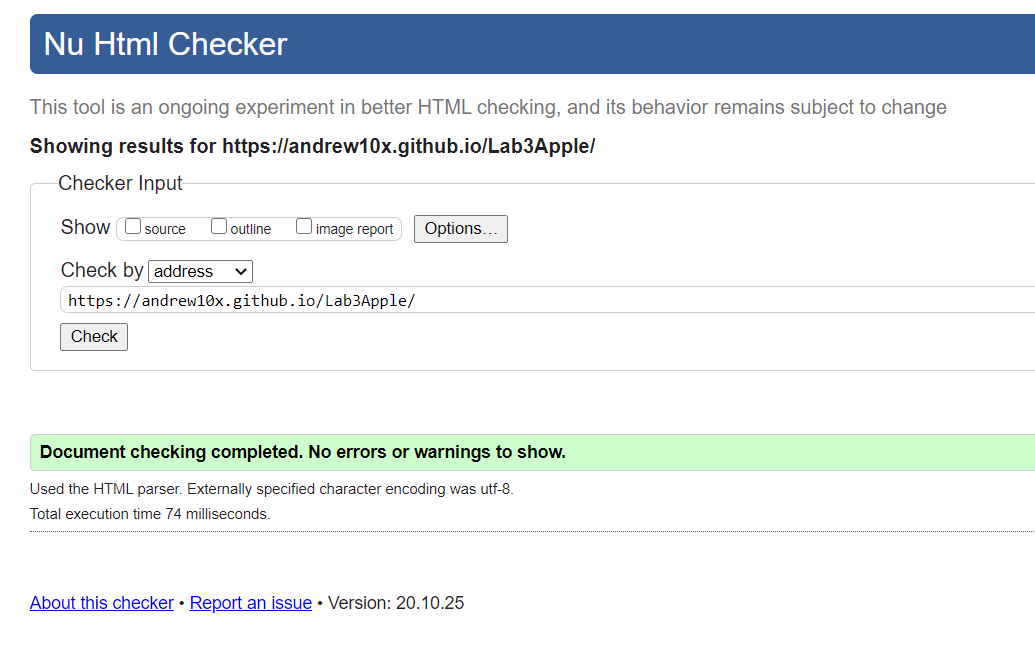 Nu Html Checker
This tool is an ongoing experiment in better HTML checking, and its behavior remains subject to change
Showing results for https://andrew10x.github.io/Lab3Apple/
Checker Input
Show source outline image report Options...
Check by address
https://andrew10x.github.io/Lab3Apple/
Check
Document checking completed. No errors or warnings to show.
Used the HTML parser. Externally specified character encoding was utf-8.
Total execution time 74 milliseconds.
About this checker • Report an issue • Version: 20.10.25